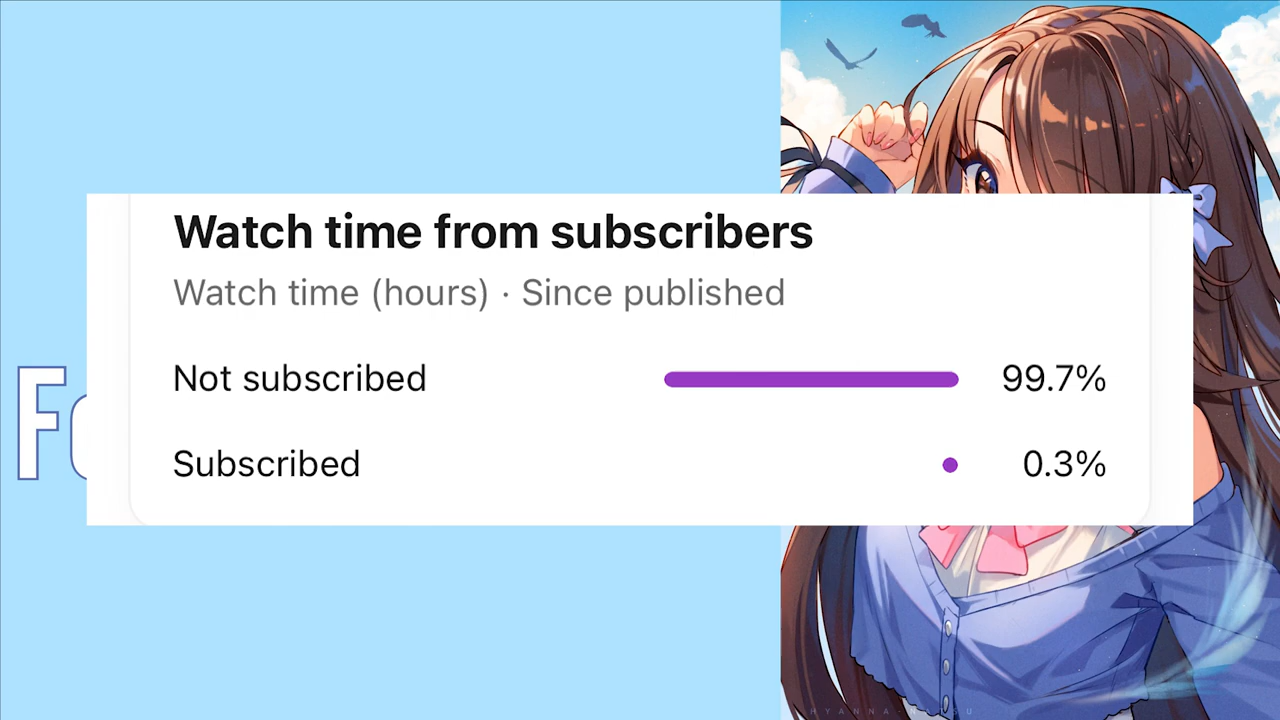 Watch time from subscribers
Watch time (hours) · Since published
Not subscribed 99.7%
Subscribed 0.3%